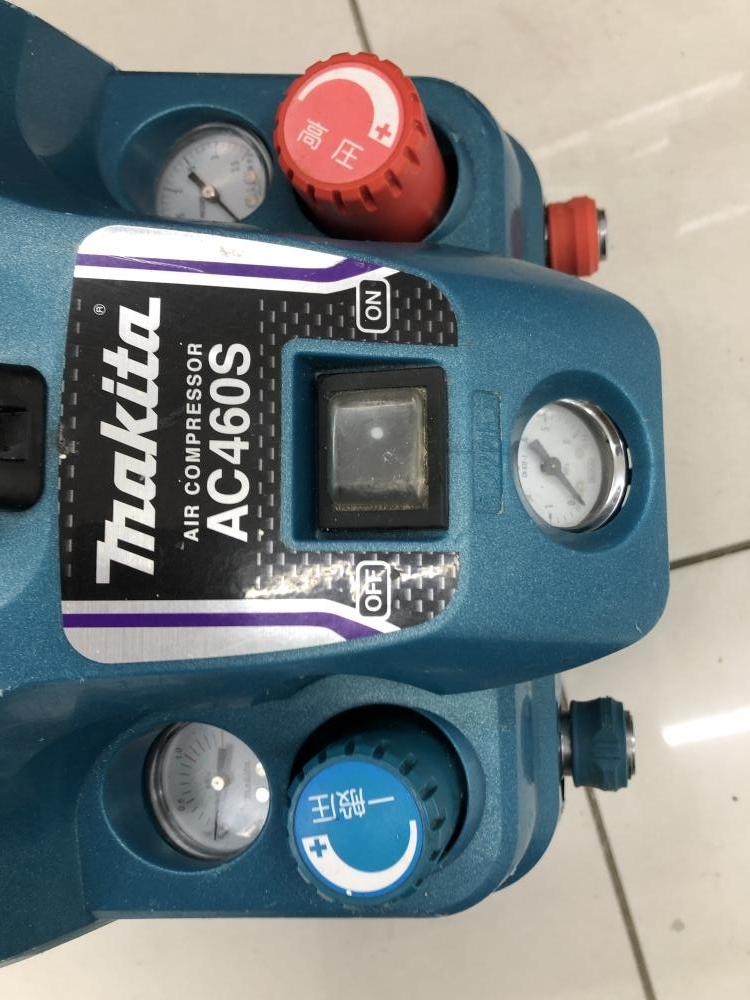 makita®
AIR COMPRESSOR
AC460S
OFF
ON
高圧
一般圧